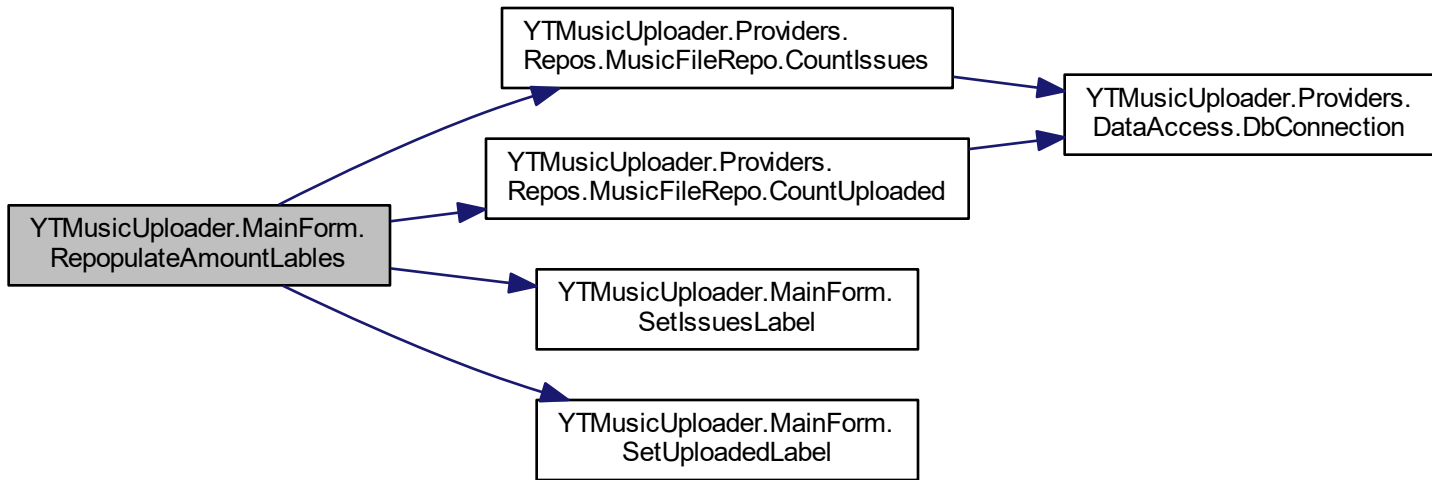 YTMusicUploader.MainForm.
RepopulateAmountLables
YTMusicUploader.Providers.
Repos.MusicFileRepo.CountIssues
YTMusicUploader.Providers.
Repos.MusicFileRepo.CountUploaded
YTMusicUploader.MainForm.
SetIssuesLabel
YTMusicUploader.MainForm.
SetUploadedLabel
YTMusicUploader.Providers.
DataAccess.DbConnection